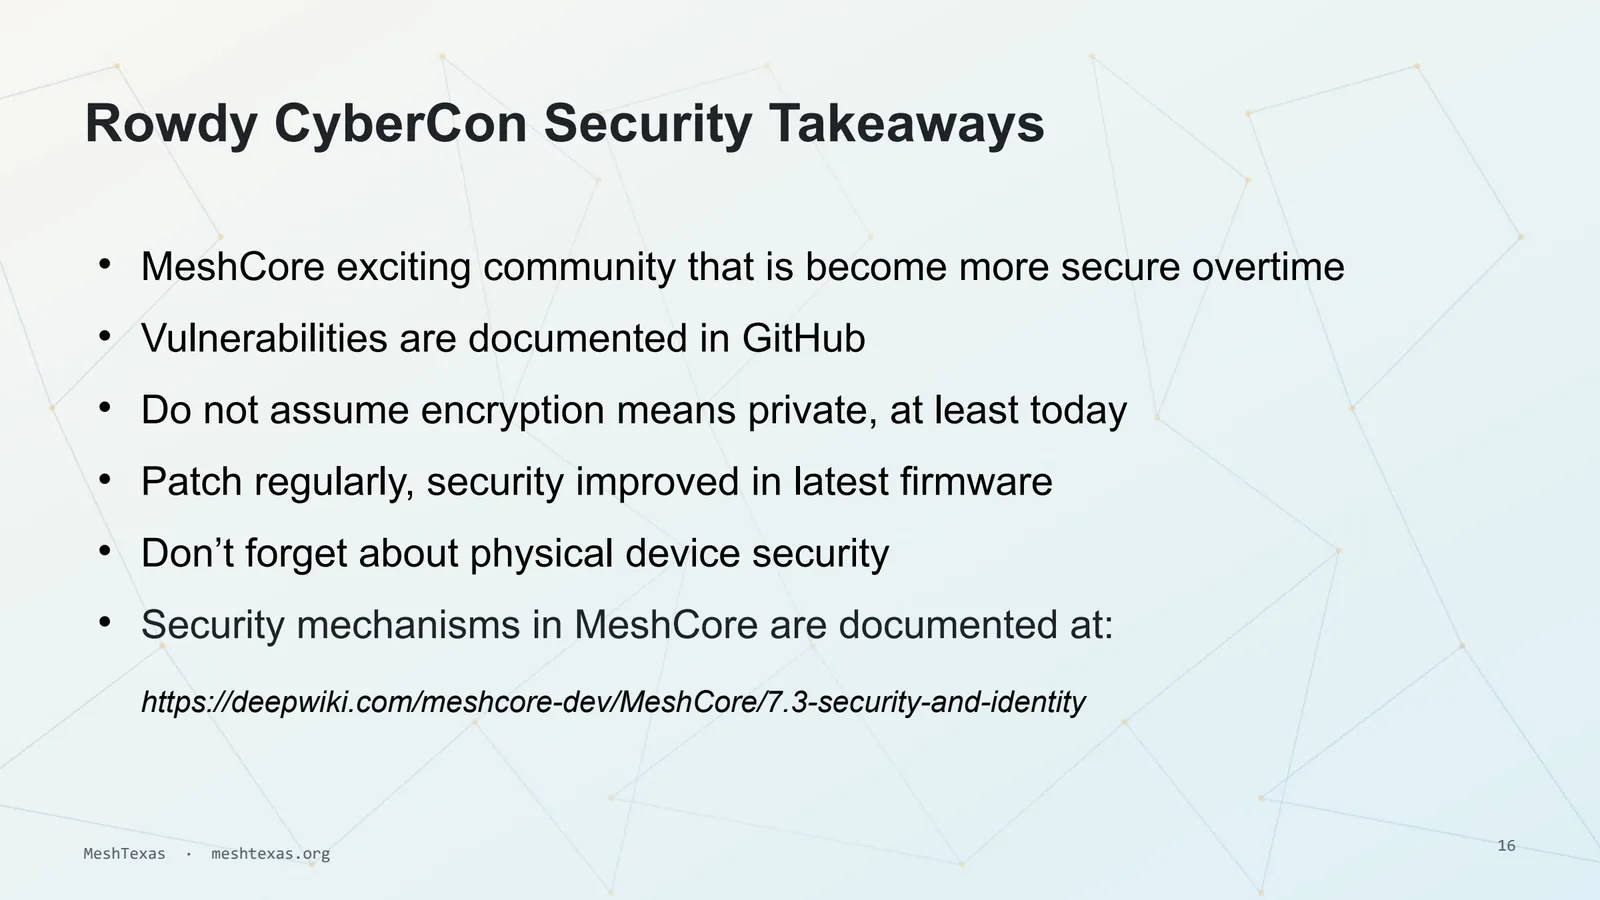 Rowdy CyberCon Security Takeaways
• MeshCore exciting community that is become more secure overtime
• Vulnerabilities are documented in GitHub
• Do not assume encryption means private, at least today
• Patch regularly, security improved in latest firmware
• Don’t forget about physical device security
• Security mechanisms in MeshCore are documented at:
https://deepwiki.com/meshcore-dev/MeshCore/7.3-security-and-identity
MeshTexas · meshtexas.org
16